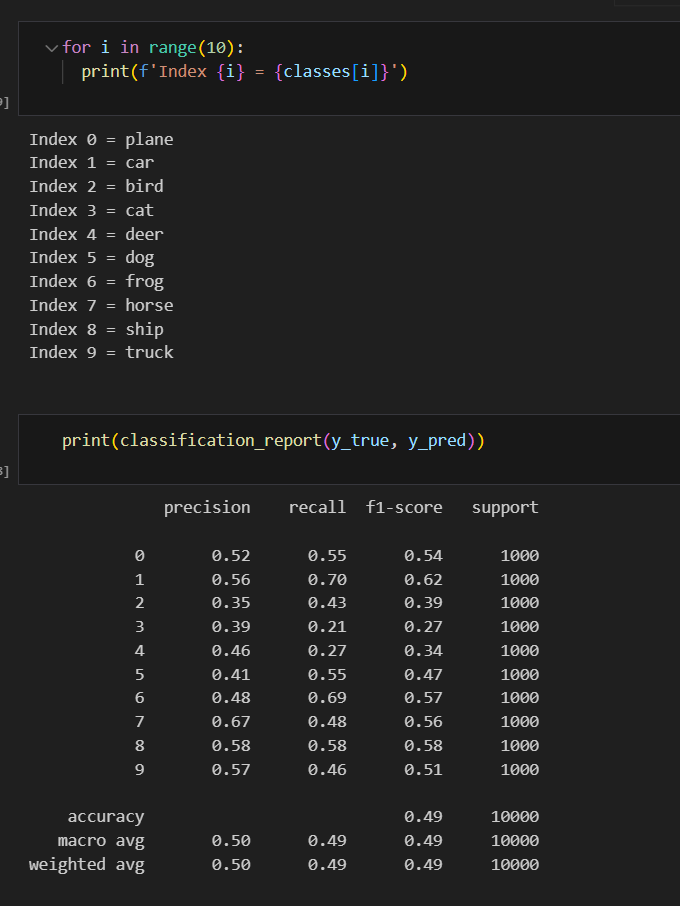 for i in range(10):
print(f'Index {i} = {classes[i]}')
]
Index 0 = plane
Index 1 = car
Index 2 = bird
Index 3 = cat
Index 4 = deer
Index 5 = dog
Index 6 = frog
Index 7 = horse
Index 8 = ship
Index 9 = truck
print(classification_report(y_true, y_pred))
]
precision recall f1-score support
0 0.52 0.55 0.54 1000
1 0.56 0.70 0.62 1000
2 0.35 0.43 0.39 1000
3 0.39 0.21 0.27 1000
4 0.46 0.27 0.34 1000
5 0.41 0.55 0.47 1000
6 0.48 0.69 0.57 1000
7 0.67 0.48 0.56 1000
8 0.58 0.58 0.58 1000
9 0.57 0.46 0.51 1000
accuracy 0.49 10000
macro avg 0.50 0.49 0.49 10000
weighted avg 0.50 0.49 0.49 10000